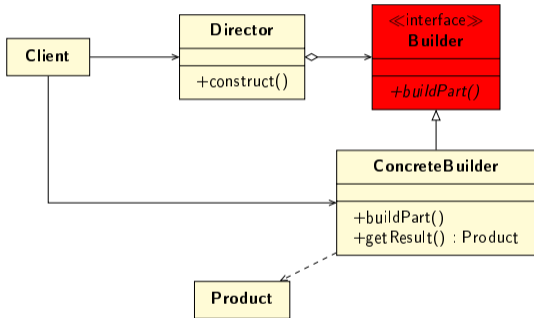 Client
Director
+construct()
≪interface≫
Builder
+buildPart()
ConcreteBuilder
+buildPart()
+getResult() : Product
Product